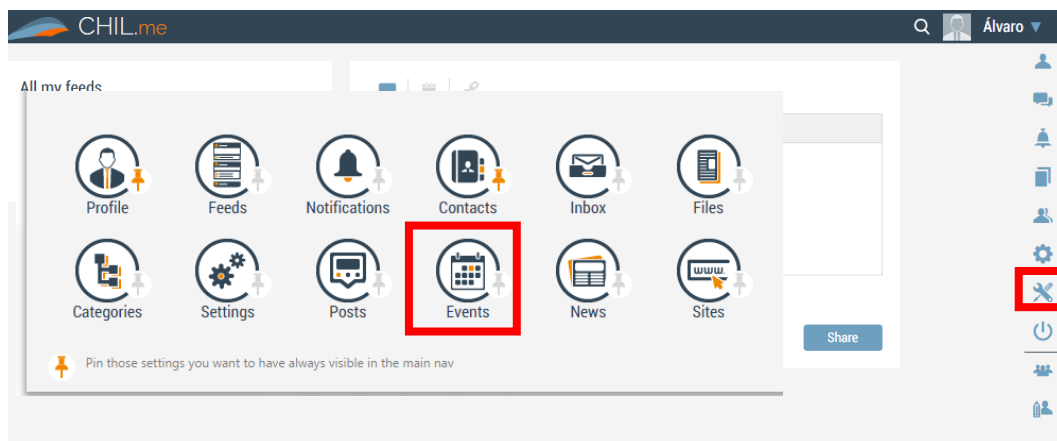 CHIL.me
Álvaro
All my feeds
Profile
Feeds
Notifications
Contacts
Inbox
Files
Categories
Settings
Posts
Events
News
www.
Sites
Share
Pin those settings you want to have always visible in the main nav